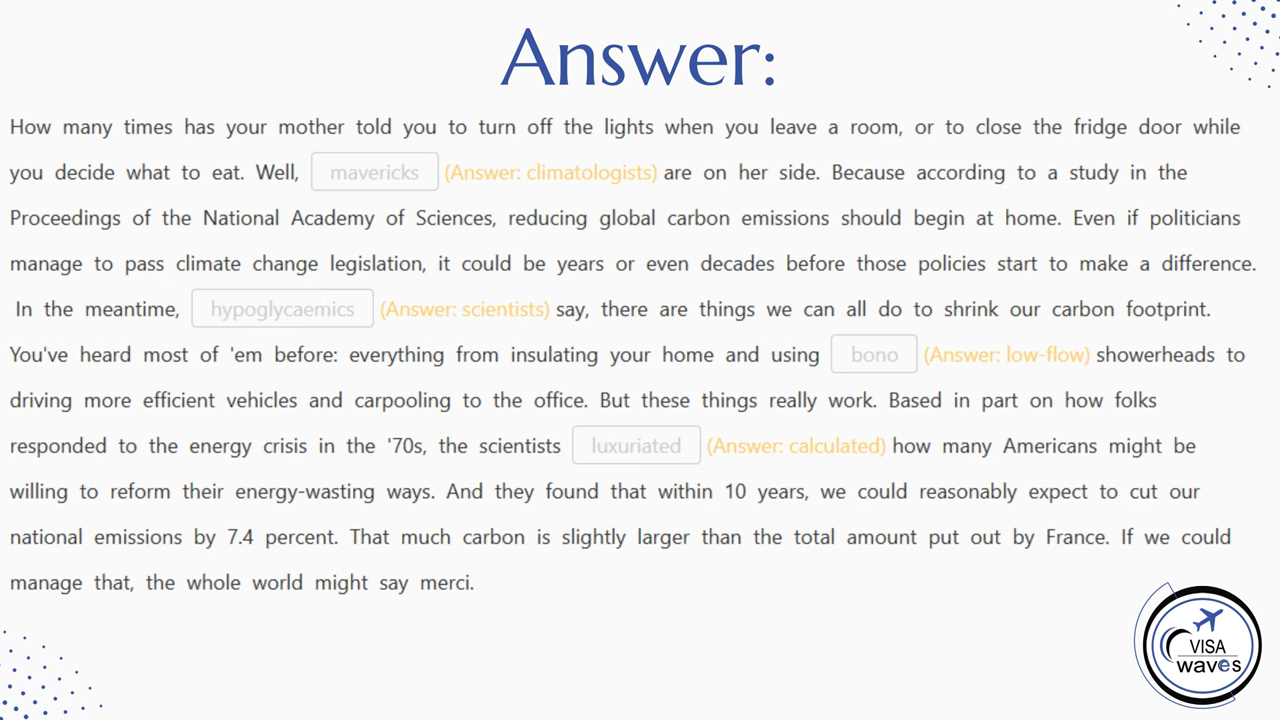 Answer:
How many times has your mother told you to turn off the lights when you leave a room, or to close the fridge door while
you decide what to eat. Well, mavericks (Answer: climatologists) are on her side. Because according to a study in the
Proceedings of the National Academy of Sciences, reducing global carbon emissions should begin at home. Even if politicians
manage to pass climate change legislation, it could be years or even decades before those policies start to make a difference.
In the meantime, hypoglycaemics (Answer: scientists) say, there are things we can all do to shrink our carbon footprint.
You've heard most of 'em before: everything from insulating your home and using bono (Answer: low-flow) showerheads to
driving more efficient vehicles and carpooling to the office. But these things really work. Based in part on how folks
responded to the energy crisis in the '70s, the scientists luxuriated (Answer: calculated) how many Americans might be
willing to reform their energy-wasting ways. And they found that within 10 years, we could reasonably expect to cut our
national emissions by 7.4 percent. That much carbon is slightly larger than the total amount put out by France. If we could
manage that, the whole world might say merci.
VISA
waves